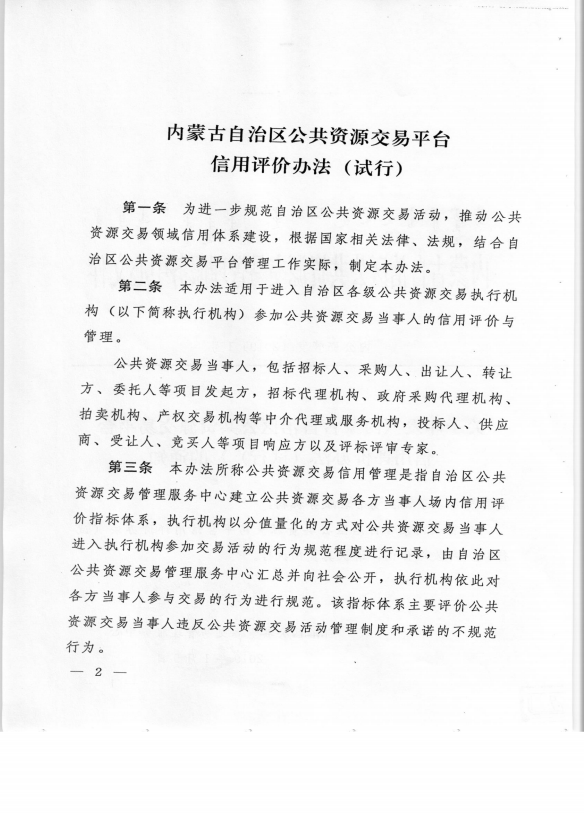 内蒙古自治区公共资源交易平台
信用评价办法（试行）
第一条 为进一步规范自治区公共资源交易活动，推动公共
资源交易领域信用体系建设，根据国家相关法律、法规，结合自
治区公共资源交易平台管理工作实际，制定本办法。
第二条 本办法适用于进入自治区各级公共资源交易执行机
构（以下简称执行机构）参加公共资源交易当事人的信用评价与
管理。
公共资源交易当事人，包括招标人、采购人、出让人、转让
方、委托人等项目发起方，招标代理机构、政府采购代理机构、
拍卖机构、产权交易机构等中介代理或服务机构，投标人、供应
商、受让人、竞买人等项目响应方以及评标评审专家。
第三条 本办法所称公共资源交易信用管理是指自治区公共
资源交易管理服务中心建立公共资源交易各方当事人场内信用评
价指标体系，执行机构以分值量化的方式对公共资源交易当事人
进入执行机构参加交易活动的行为规范程度进行记录，由自治区
公共资源交易管理服务中心汇总并向社会公开，执行机构依此对
各方当事人参与交易的行为进行规范。该指标体系主要评价公共
资源交易当事人违反公共资源交易活动管理制度和承诺的不规范
行为。
— 2 —